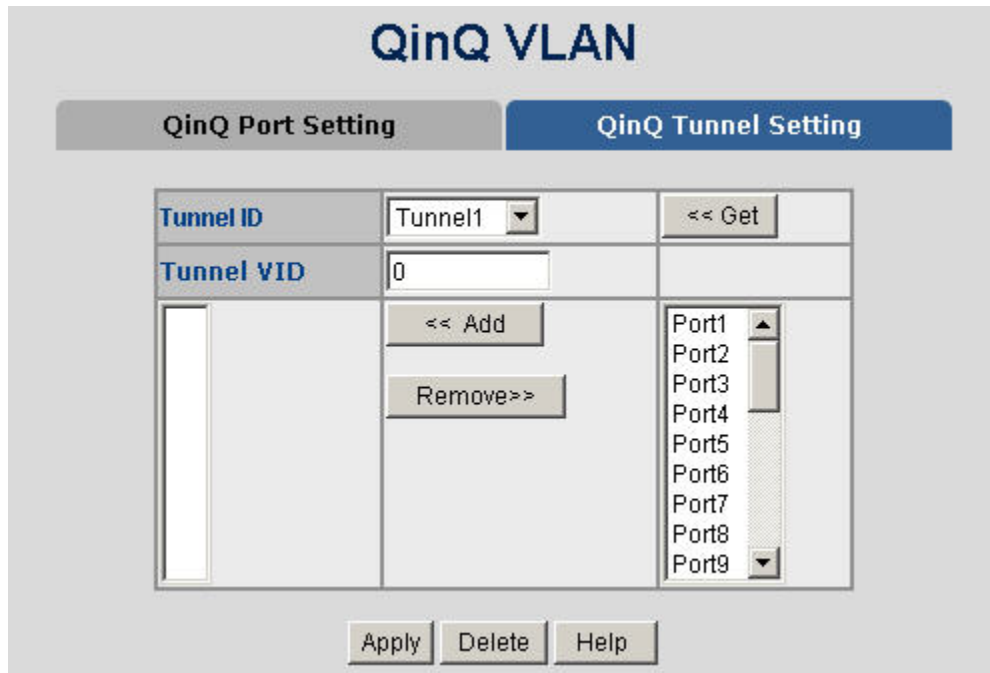 QinQ VLAN
QinQ Port Setting QinQ Tunnel Setting
Tunnel ID Tunnel1 << Get
Tunnel VID 0
<< Add
Remove>>
Port1
Port2
Port3
Port4
Port5
Port6
Port7
Port8
Port9
Apply Delete Help